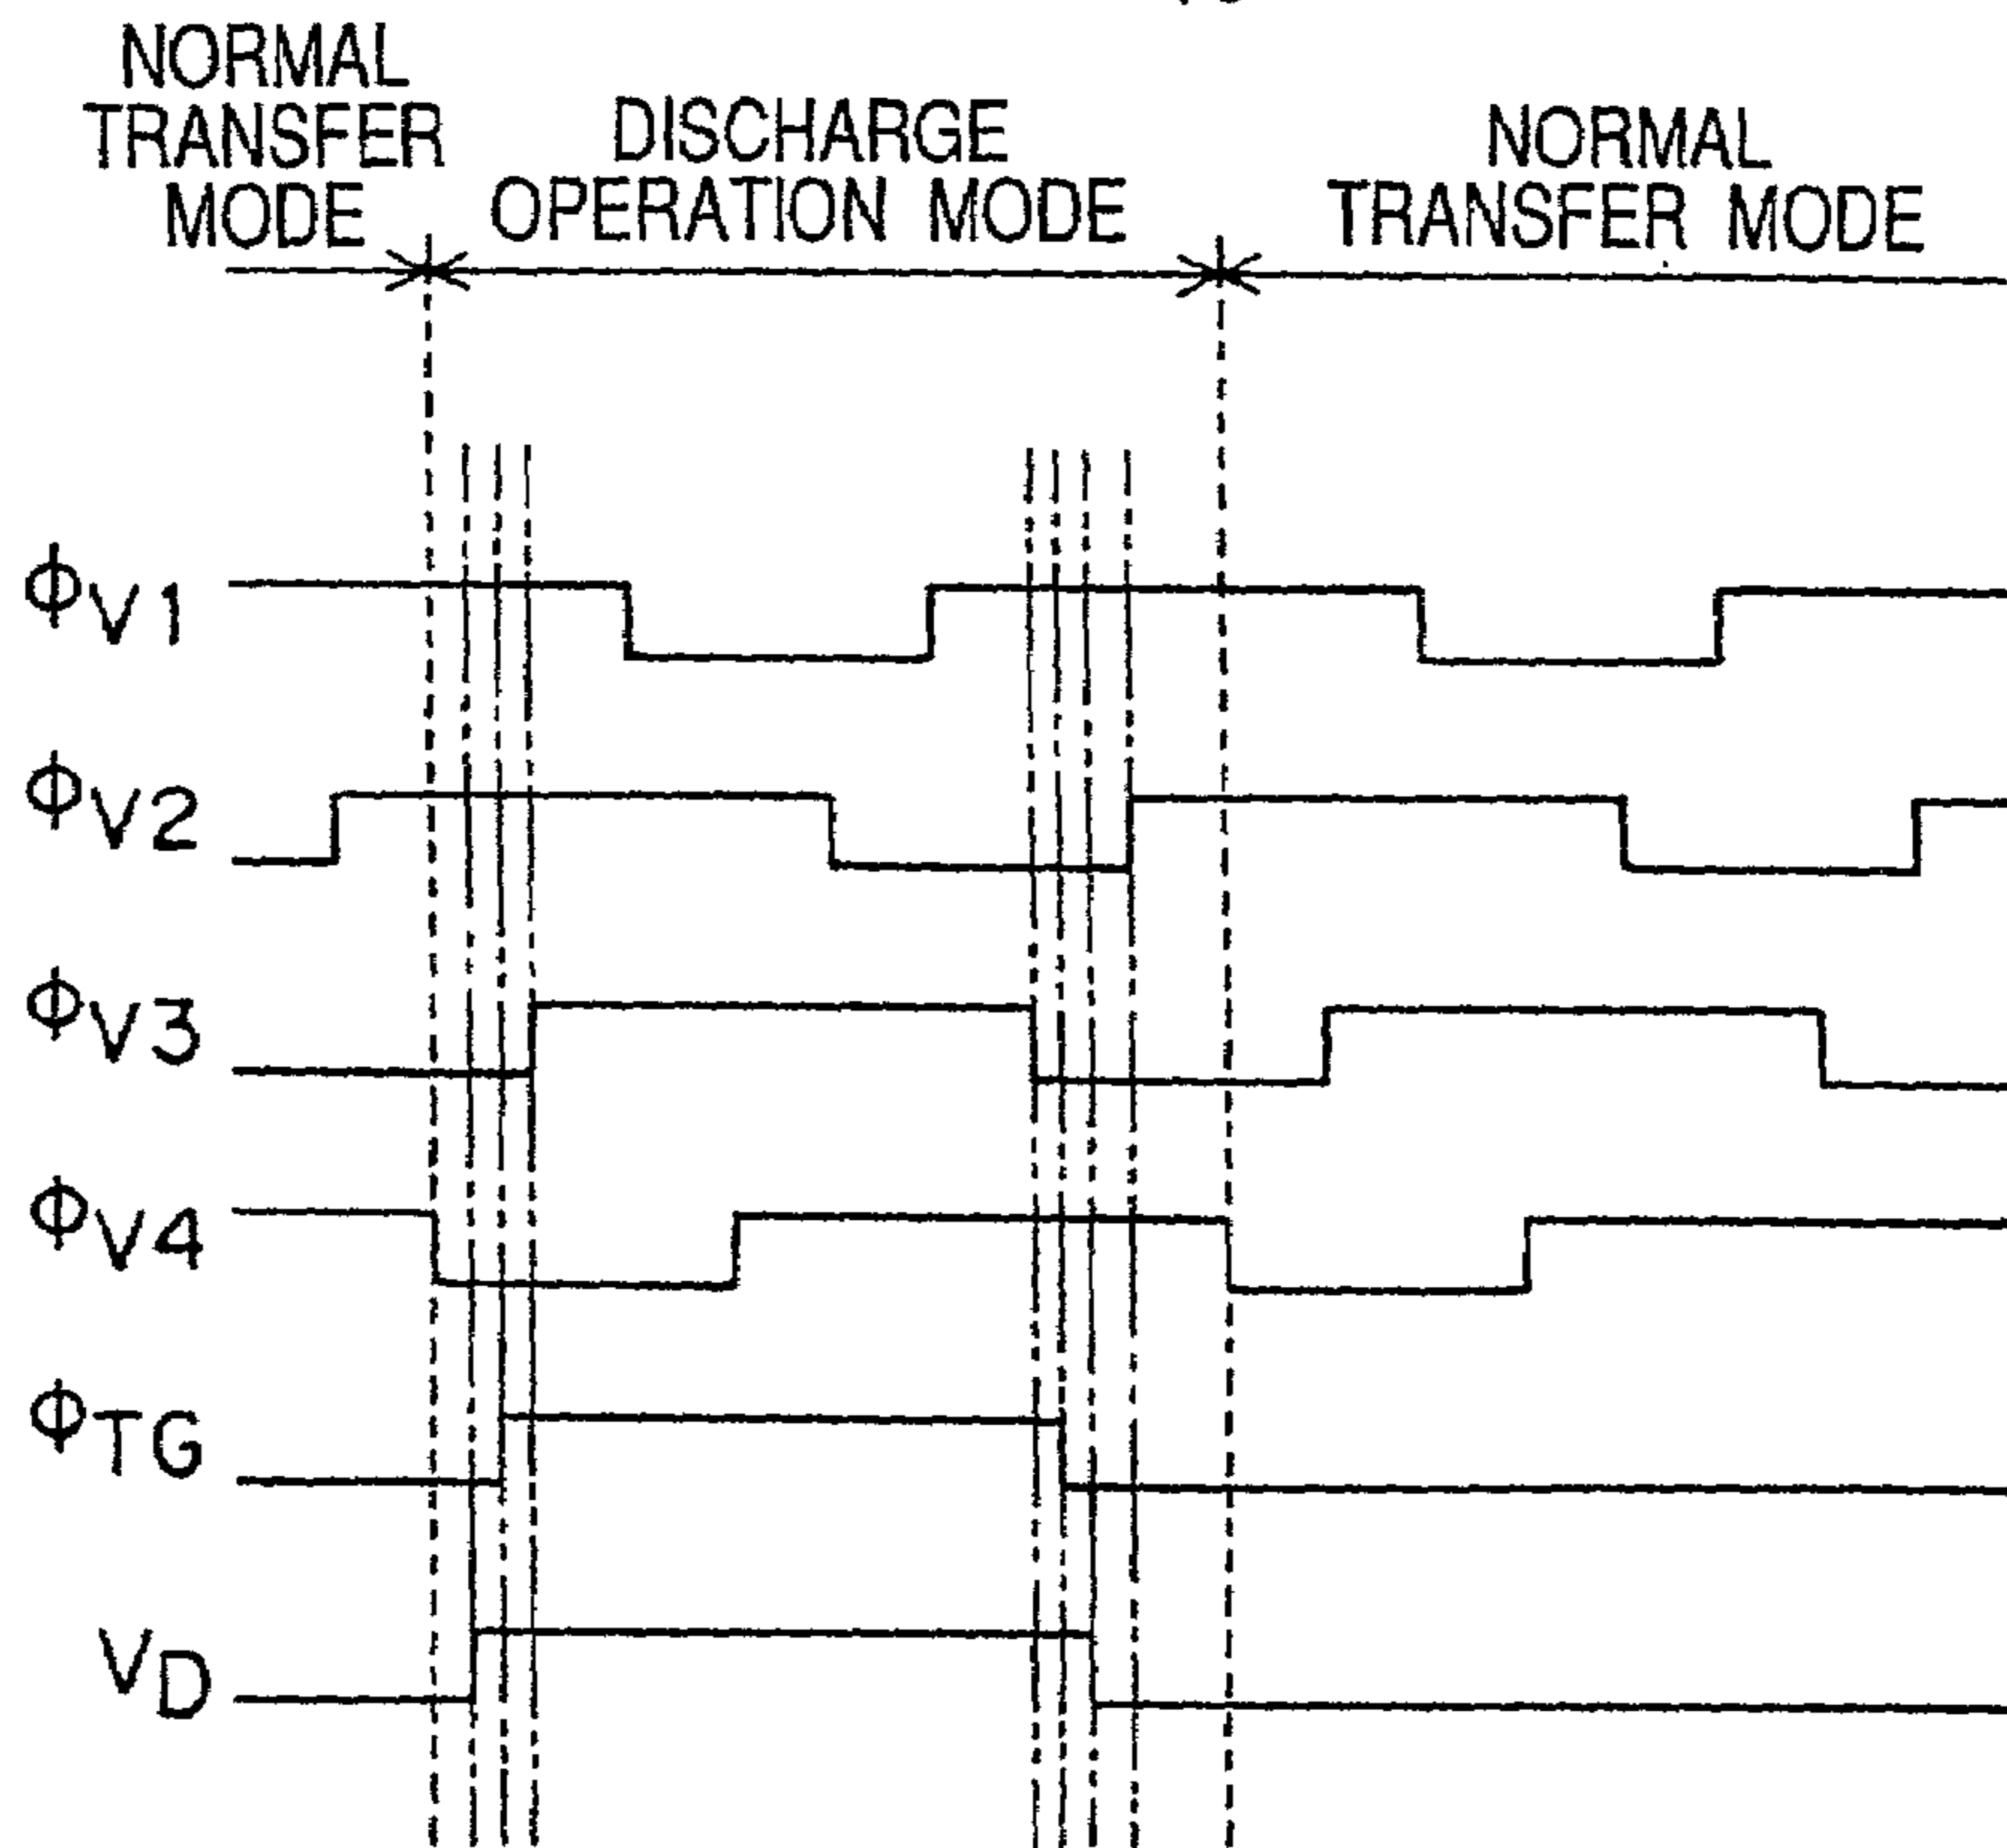 NORMAL
TRANSFER
MODE
DISCHARGE
OPERATION MODE
NORMAL
TRANSFER MODE
ΦV1
ΦV2
ΦV3
ΦV4
ΦTG
VD